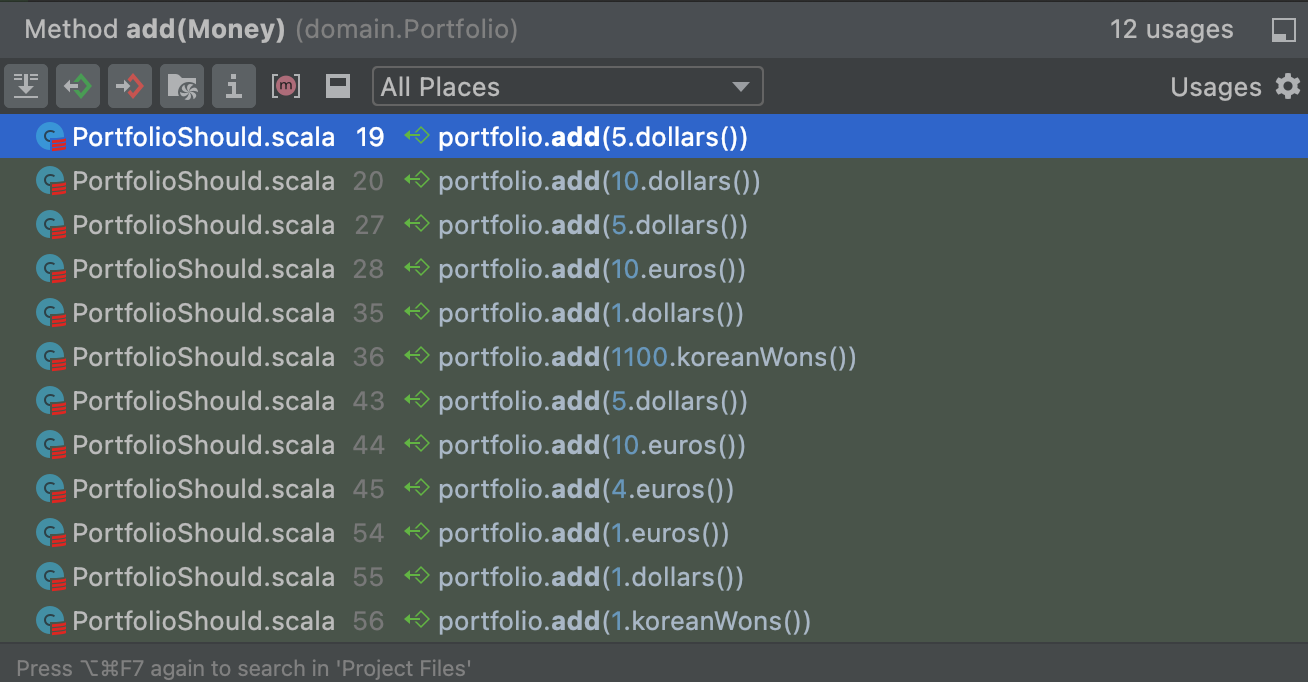 Method add(Money) (domain.Portfolio) 12 usages
All Places Usages
PortfolioShould.scala 19 portfolio.add(5.dollars())
PortfolioShould.scala 20 portfolio.add(10.dollars())
PortfolioShould.scala 27 portfolio.add(5.dollars())
PortfolioShould.scala 28 portfolio.add(10.euros())
PortfolioShould.scala 35 portfolio.add(1.dollars())
PortfolioShould.scala 36 portfolio.add(1100.koreanWons())
PortfolioShould.scala 43 portfolio.add(5.dollars())
PortfolioShould.scala 44 portfolio.add(10.euros())
PortfolioShould.scala 45 portfolio.add(4.euros())
PortfolioShould.scala 54 portfolio.add(1.euros())
PortfolioShould.scala 55 portfolio.add(1.dollars())
PortfolioShould.scala 56 portfolio.add(1.koreanWons())
Press ⌥⌘F7 again to search in 'Project Files'